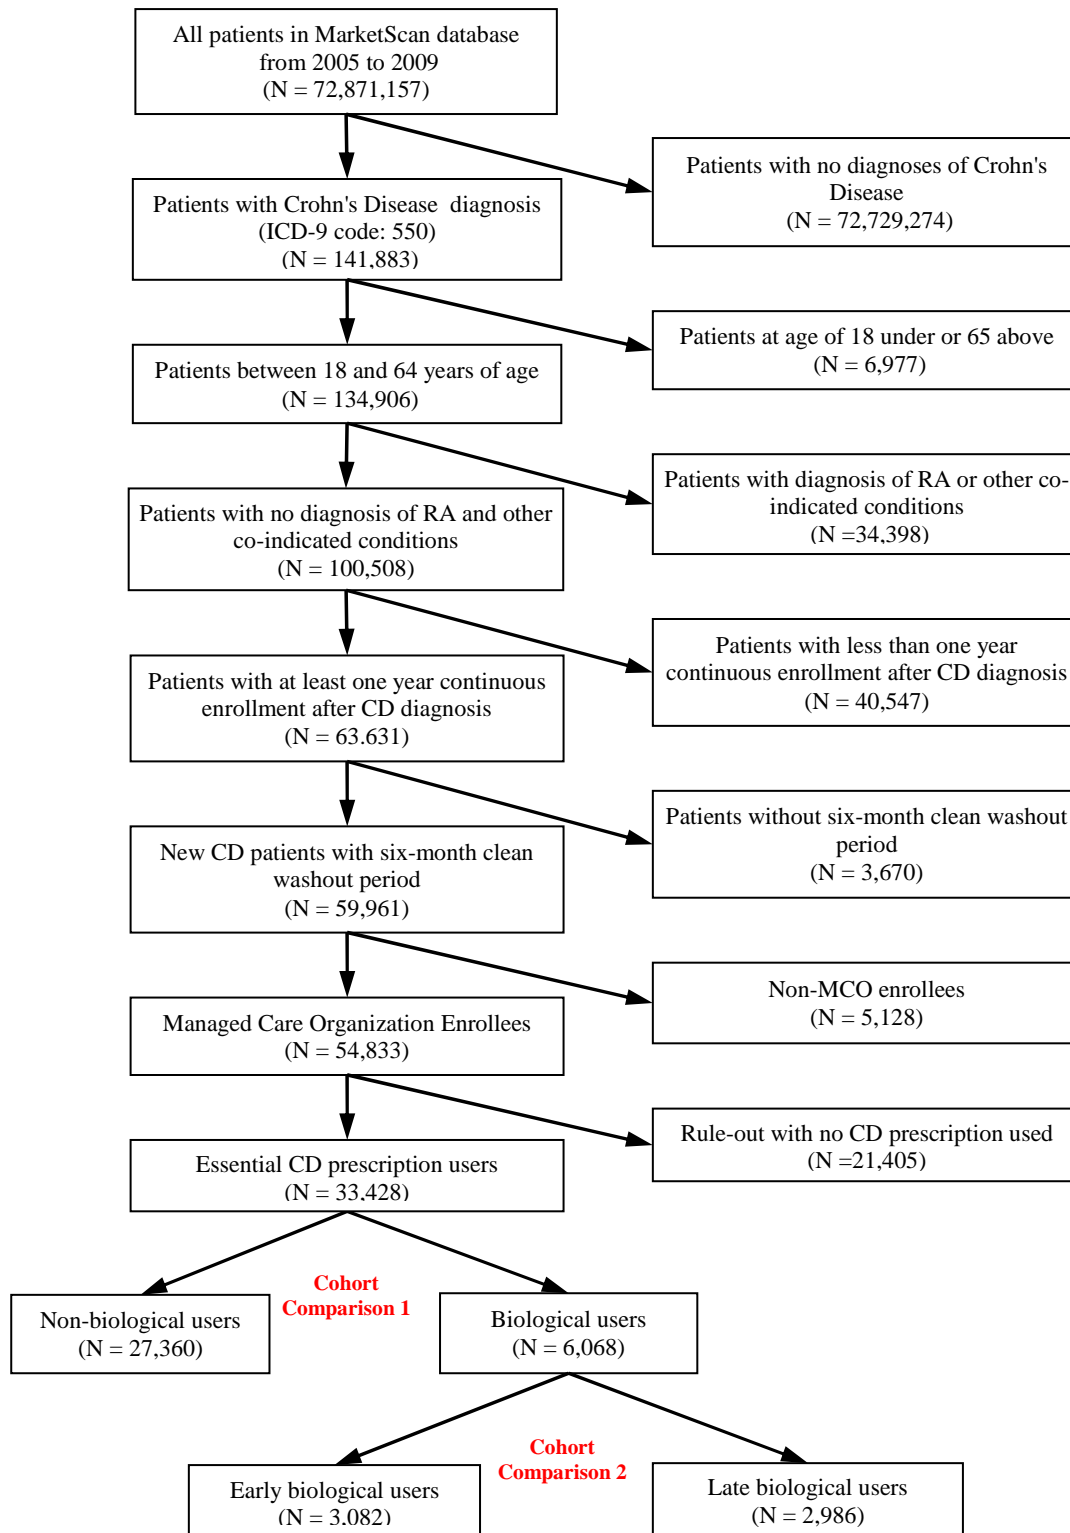 All patients in MarketScan database
from 2005 to 2009
(N = 72,871,157)
Patients with no diagnoses of Crohn's
Disease
(N = 72,729,274)
Patients with Crohn's Disease diagnosis
(ICD-9 code: 550)
(N = 141,883)
Patients at age of 18 under or 65 above
(N = 6,977)
Patients between 18 and 64 years of age
(N = 134,906)
Patients with diagnosis of RA or other co-
indicated conditions
(N =34,398)
Patients with no diagnosis of RA and other
co-indicated conditions
(N = 100,508)
Patients with less than one year
continuous enrollment after CD diagnosis
(N = 40,547)
Patients with at least one year continuous
enrollment after CD diagnosis
(N = 63.631)
Patients without six-month clean washout
period
(N = 3,670)
New CD patients with six-month clean
washout period
(N = 59,961)
Non-MCO enrollees
(N = 5,128)
Managed Care Organization Enrollees
(N = 54,833)
Rule-out with no CD prescription used
(N =21,405)
Essential CD prescription users
(N = 33,428)
Cohort
Comparison 1
Non-biological users
(N = 27,360)
Biological users
(N = 6,068)
Cohort
Comparison 2
Early biological users
(N = 3,082)
Late biological users
(N = 2,986)